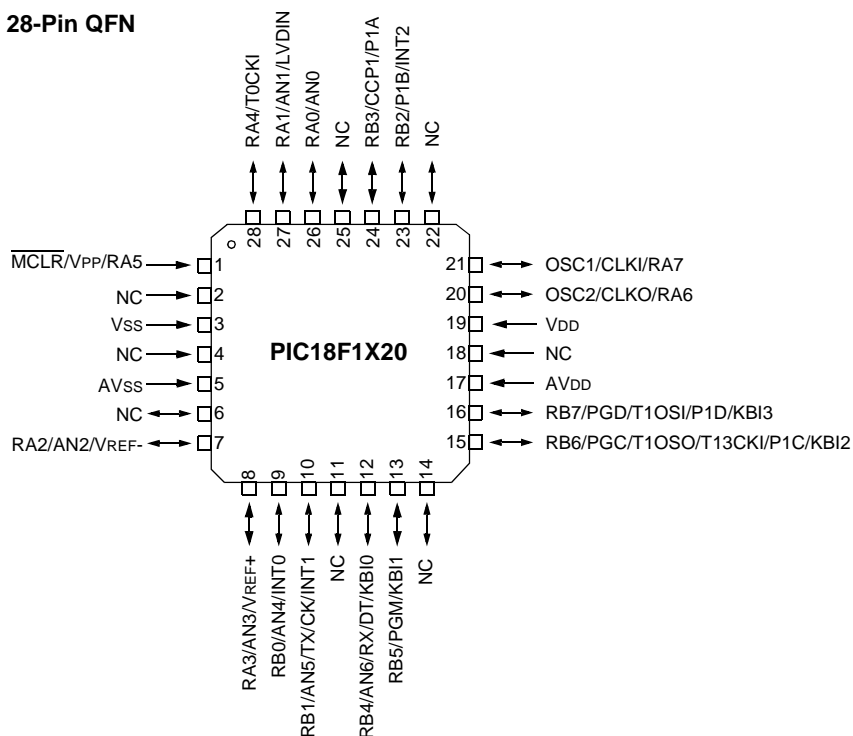 28-Pin QFN
RA4/T0CKI
RA1/AN1/LVDIN
RA0/AN0
NC
RB3/CCP1/P1A
RB2/P1B/INT2
NC
28
27
26
25
24
23
22
MCLR/VPP/RA5 1
NC 2
VSS 3
NC 4
AVSS 5
NC 6
RA2/AN2/VREF- 7
PIC18F1X20
21 OSC1/CLKI/RA7
20 OSC2/CLKO/RA6
19 VDD
18 NC
17 AVDD
16 RB7/PGD/T1OSI/P1D/KBI3
15 RB6/PGC/T1OSO/T13CKI/P1C/KBI2
8
9
10
11
12
13
14
RA3/AN3/VREF+
RB0/AN4/INT0
RB1/AN5/TX/CK/INT1
NC
RB4/AN6/RX/DT/KBI0
RB5/PGM/KBI1
NC